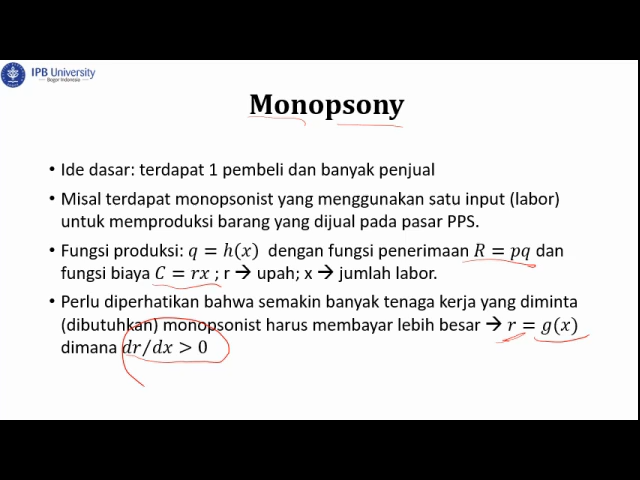 IPB University
Bogor Indonesia
Monopsony
• Ide dasar: terdapat 1 pembeli dan banyak penjual
• Misal terdapat monopsonist yang menggunakan satu input (labor)
untuk memproduksi barang yang dijual pada pasar PPS.
• Fungsi produksi: q = h(x) dengan fungsi penerimaan R = pq dan
fungsi biaya C = rx ; r → upah; x → jumlah labor.
• Perlu diperhatikan bahwa semakin banyak tenaga kerja yang diminta
(dibutuhkan) monopsonist harus membayar lebih besar → r = g(x)
dimana dr/dx > 0